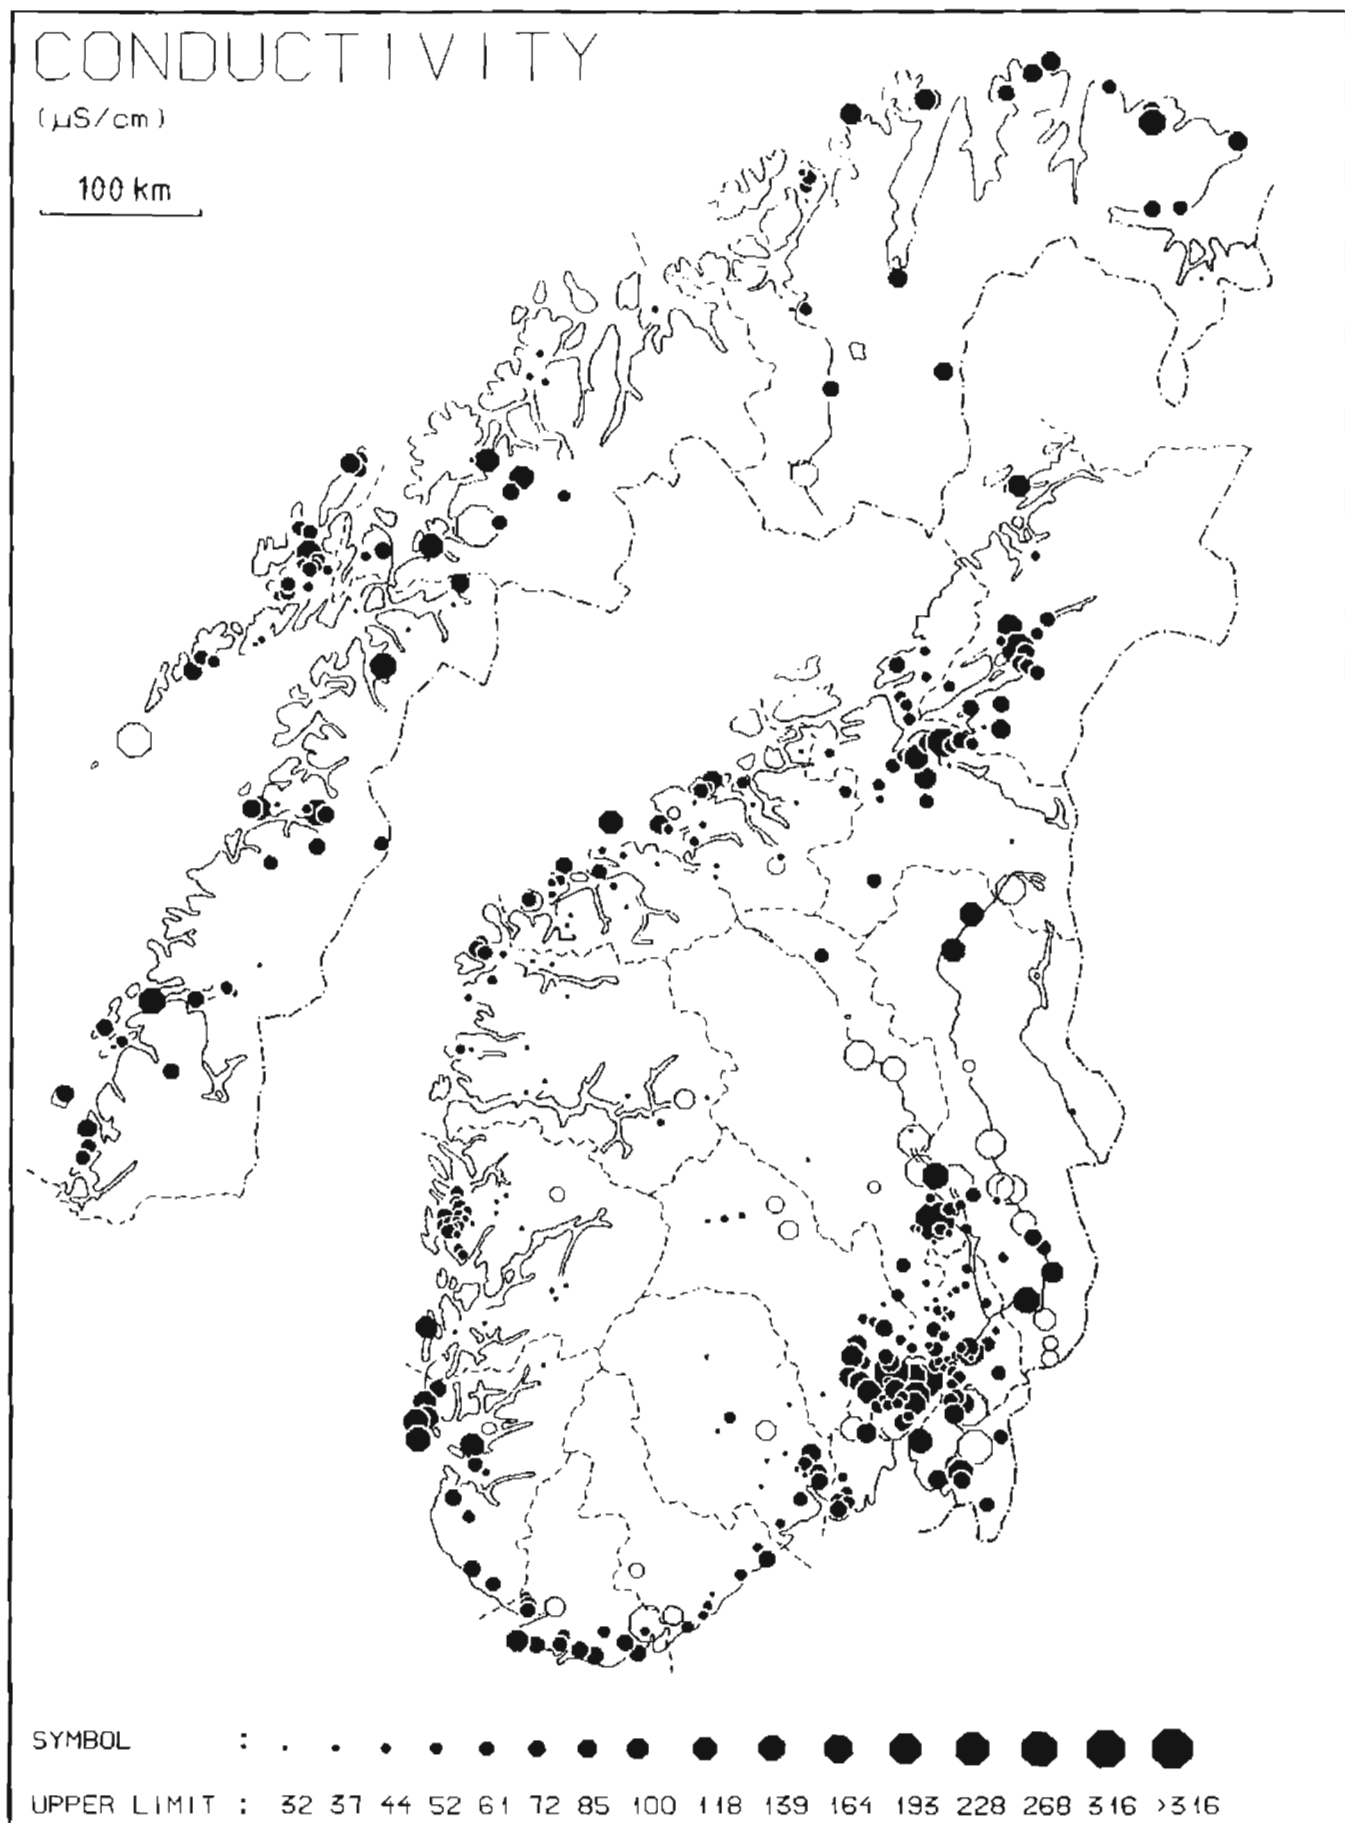 CONDUCTIVITY
(µS/cm)
100 km
SYMBOL :
UPPER LIMIT : 32 37 44 52 61 72 85 100 118 139 164 193 228 268 316 >316